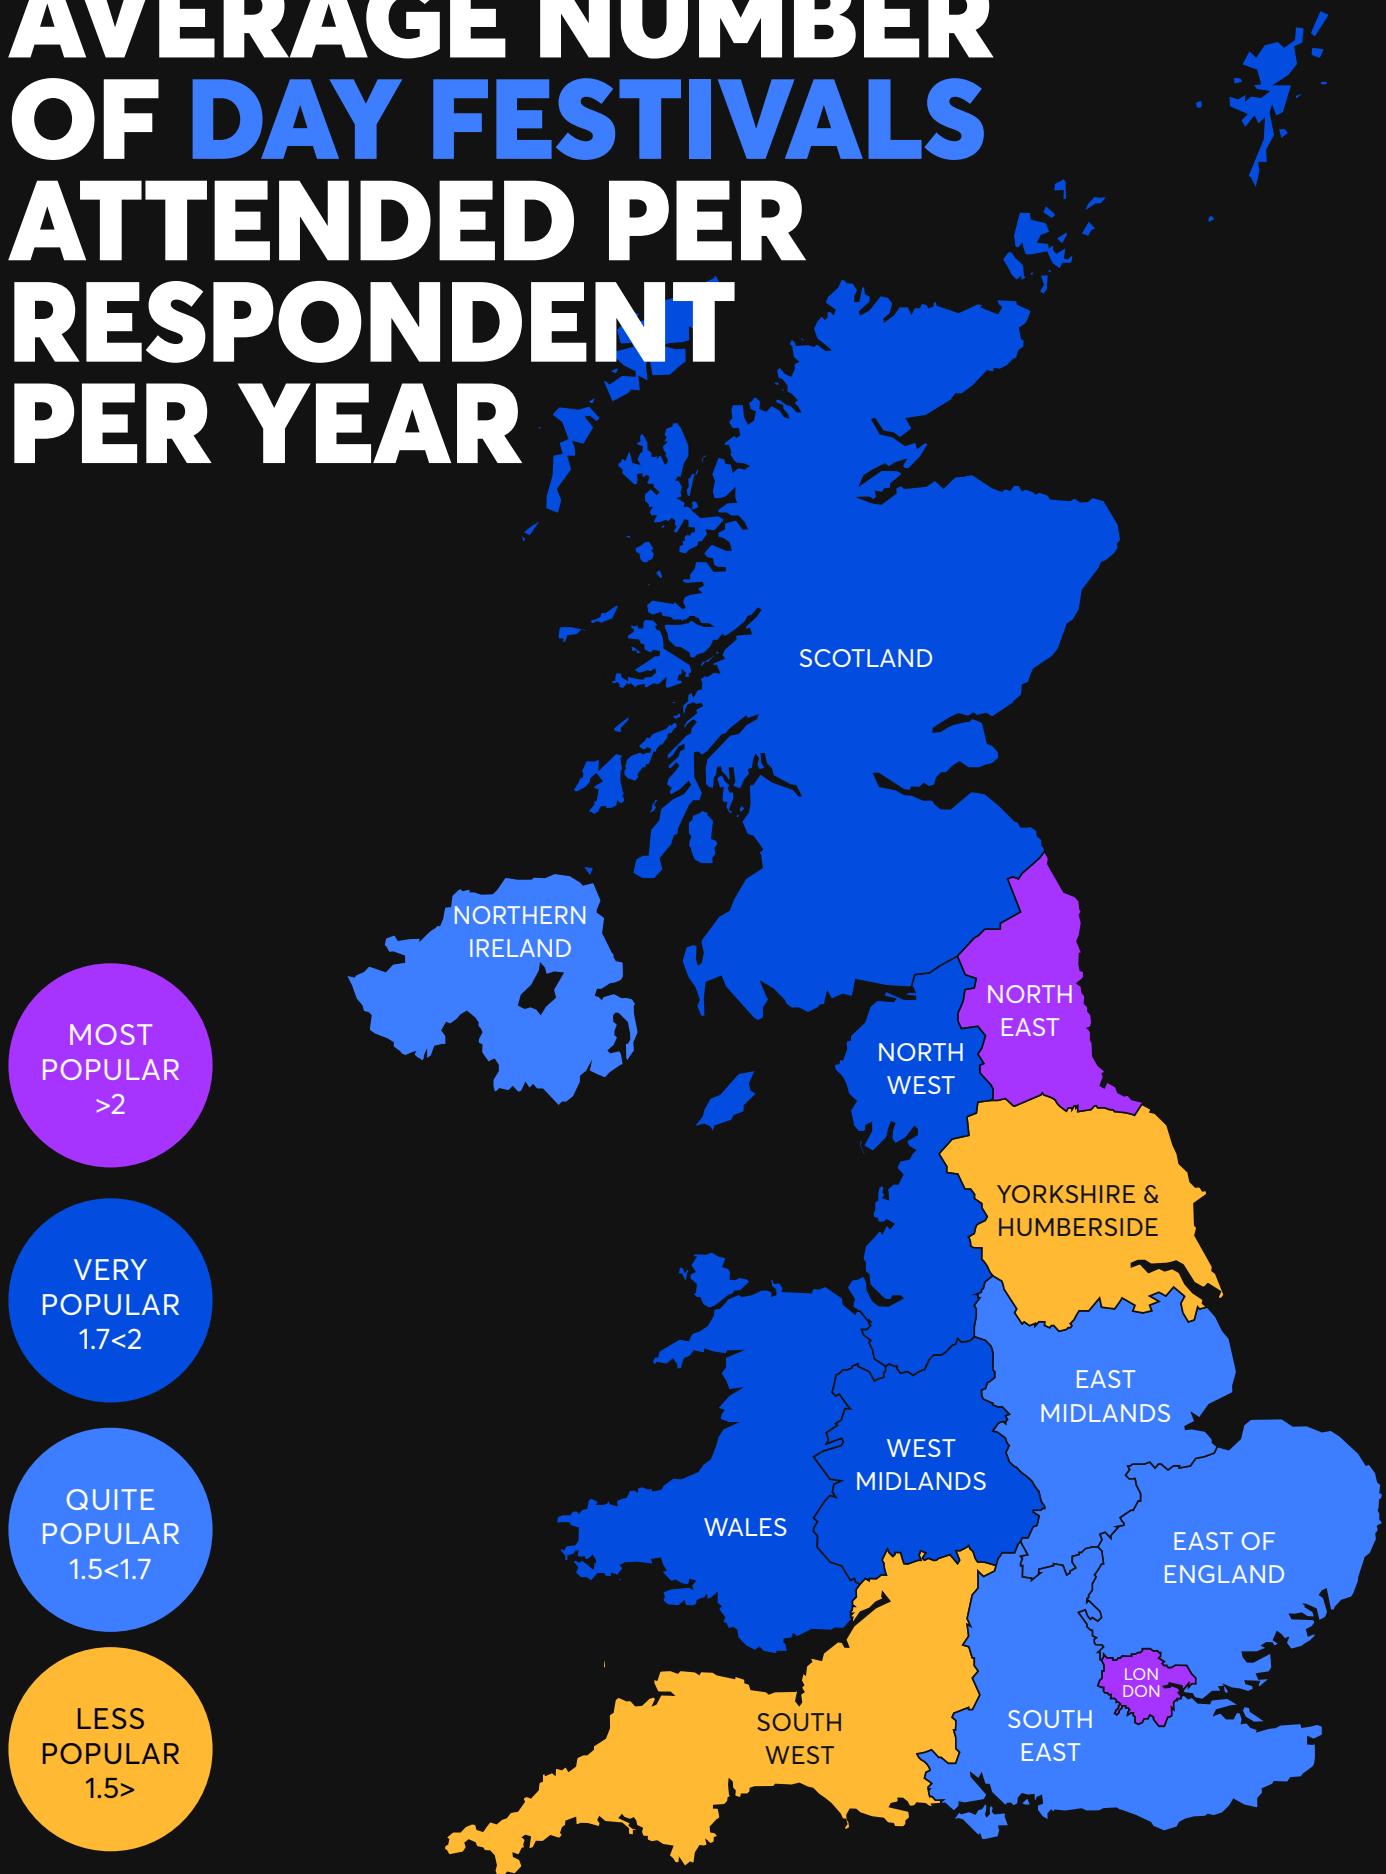 AVERAGE NUMBER
OF DAY FESTIVALS
ATTENDED PER
RESPONDENT
PER YEAR
SCOTLAND
NORTHERN
IRELAND
NORTH
EAST
NORTH
WEST
YORKSHIRE &
HUMBERSIDE
EAST
MIDLANDS
WEST
MIDLANDS
WALES
EAST OF
ENGLAND
LON
DON
SOUTH
EAST
SOUTH
WEST
MOST
POPULAR
>2
VERY
POPULAR
1.7<2
QUITE
POPULAR
1.5<1.7
LESS
POPULAR
1.5>